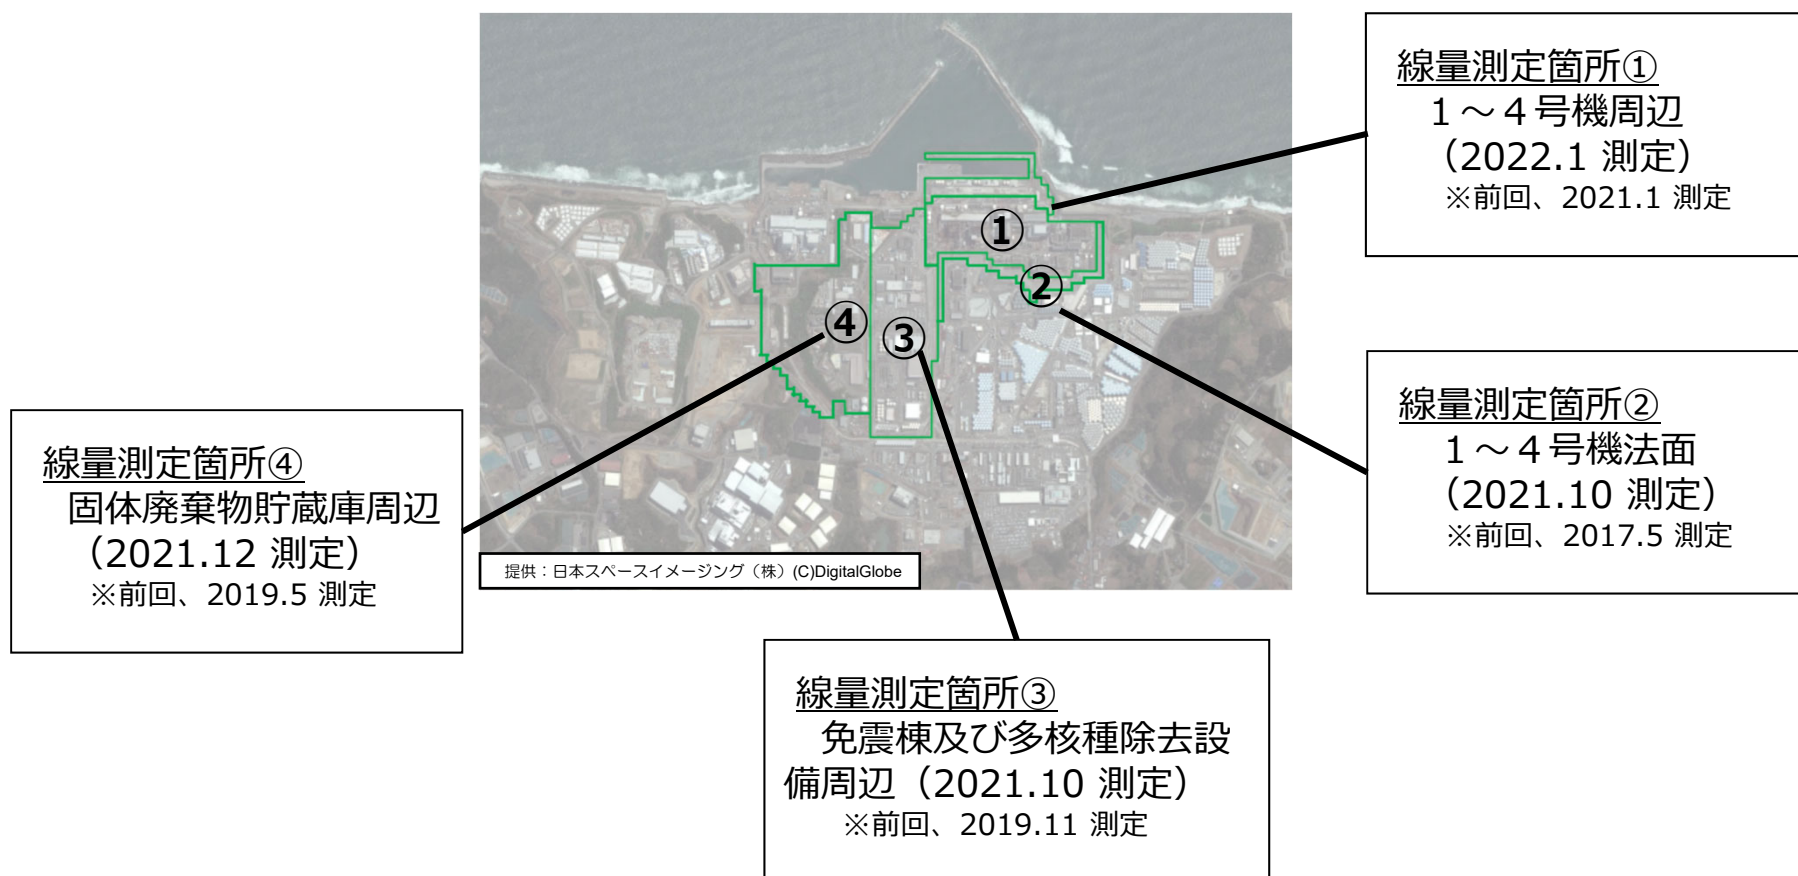 線量測定箇所①
１～４号機周辺
（2022.1 測定）
※前回、2021.1 測定
①
②
④
③
線量測定箇所②
１～４号機法面
（2021.10 測定）
※前回、2017.5 測定
線量測定箇所④
固体廃棄物貯蔵庫周辺
（2021.12 測定）
※前回、2019.5 測定
提供：日本スペースイメージング（株）(C)DigitalGlobe
線量測定箇所③
免震棟及び多核種除去設
備周辺（2021.10 測定）
※前回、2019.11 測定